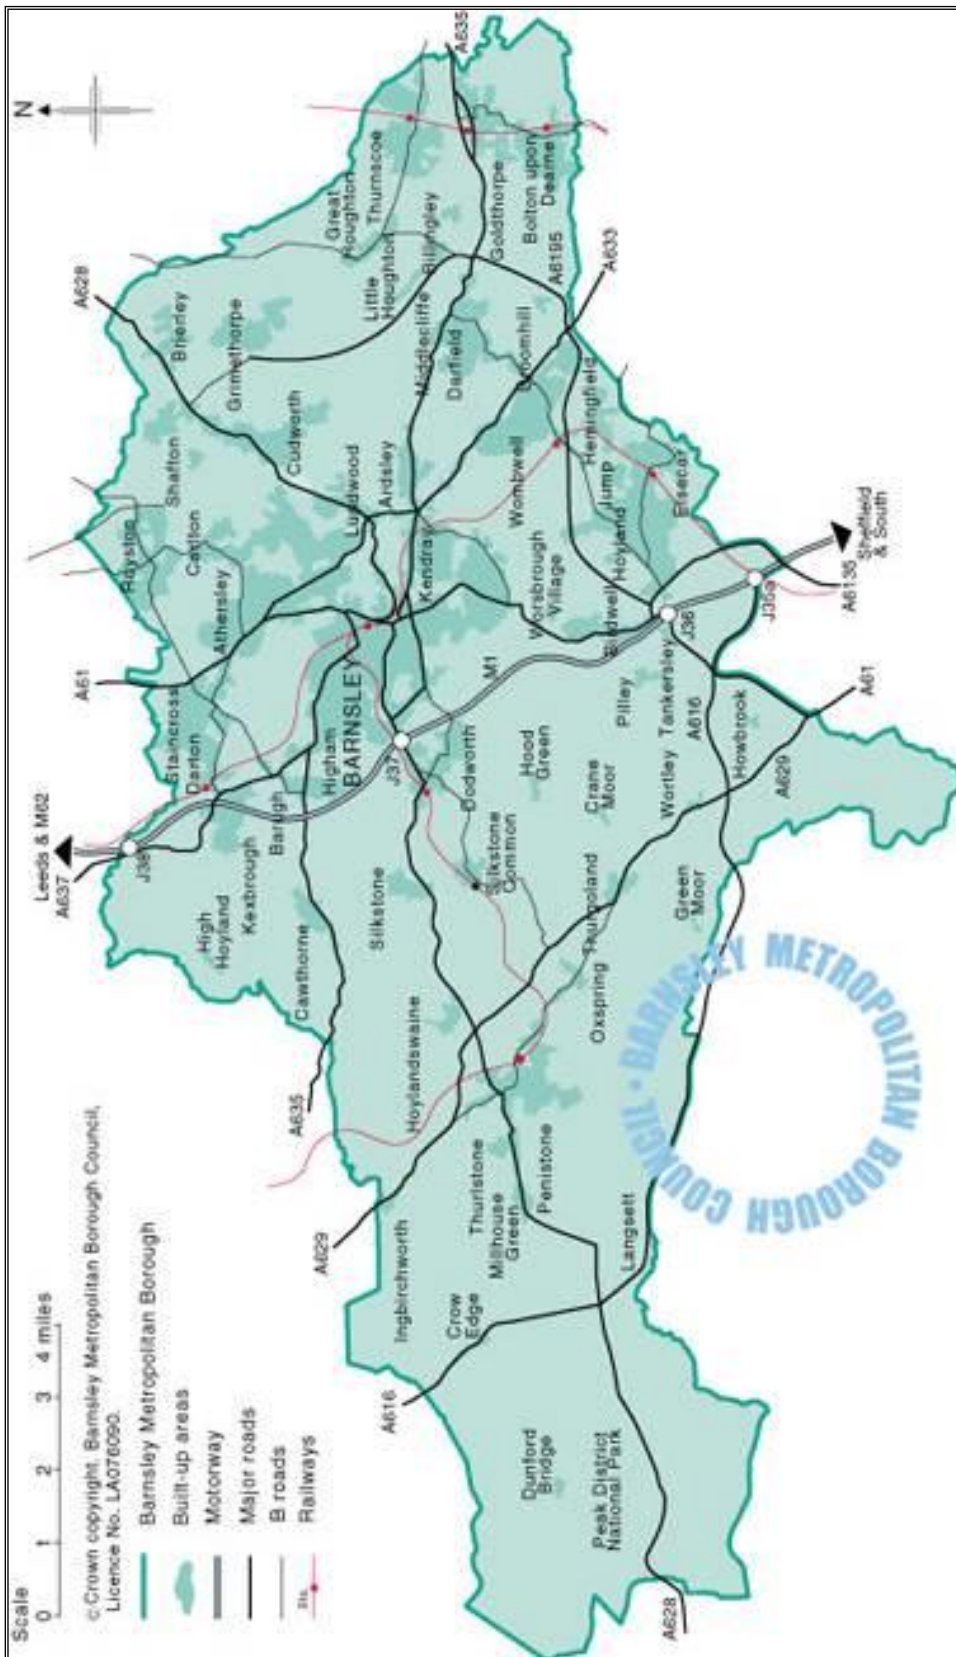 Scale
0 1 2 3 4 miles
© Crown copyright. Barnsley Metropolitan Borough Council,
Licence No. LA076090.
Barnsley Metropolitan Borough
Built-up areas
Motorway
Major roads
B roads
Railways
Sta.
N
Leeds & M62
A637
J38
A61
A628
A635
Royston
Shafton
Brierley
Staincross
Darton
Carlton
Athersley
Grimethorpe
High
Hoyland
Kexbrough
Barugh
Cudworth
Great
Houghton
Thurnscoe
Cawthorne
Higham
BARNSLEY
Lundwood
Ardsley
Little
Houghton
Billingley
A635
Silkstone
J37
Kendray
Middlecliffe
Darfield
Goldthorpe
Bolton upon
Dearne
A629
Hoylandswaine
Dodworth
M1
Silkstone
Common
Hood
Green
Worsbrough
Village
Wombwell
Broomhill
A6195
A633
Ingbirchworth
Crow
Edge
Thurlstone
Millhouse
Green
Penistone
Oxspring
Thurgoland
Crane
Moor
Pilley
Birdwell
Hoyland
Jump
Hemingfield
Elsecar
A616
Dunford
Bridge
Peak District
National Park
Langsett
Green
Moor
Wortley
Tankersley
J36
A616
Howbrook
A629
A61
J35a
A6135
Sheffield
& South
A628
BARNSLEY METROPOLITAN BOROUGH COUNCIL •